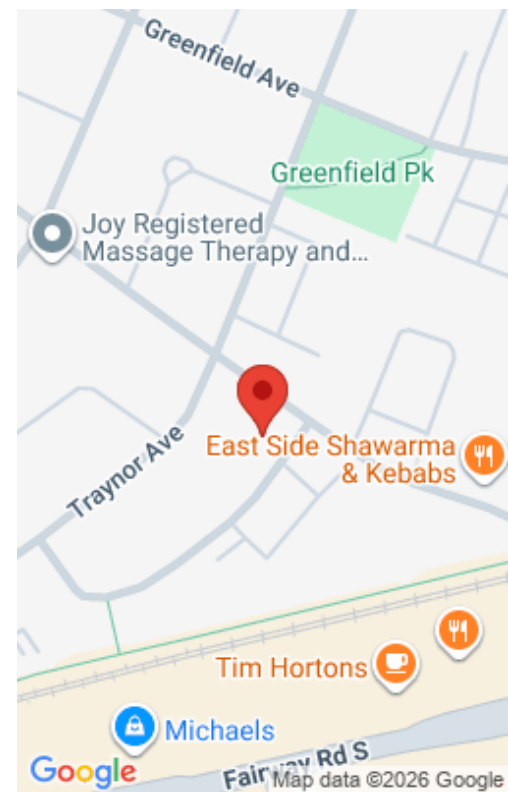 Greenfield Ave
Greenfield Pk
Joy Registered
Massage Therapy and...
Traynor Ave
East Side Shawarma
& Kebabs
Tim Hortons
Michaels
Google
Fairway Rd S
Map data ©2026 Google